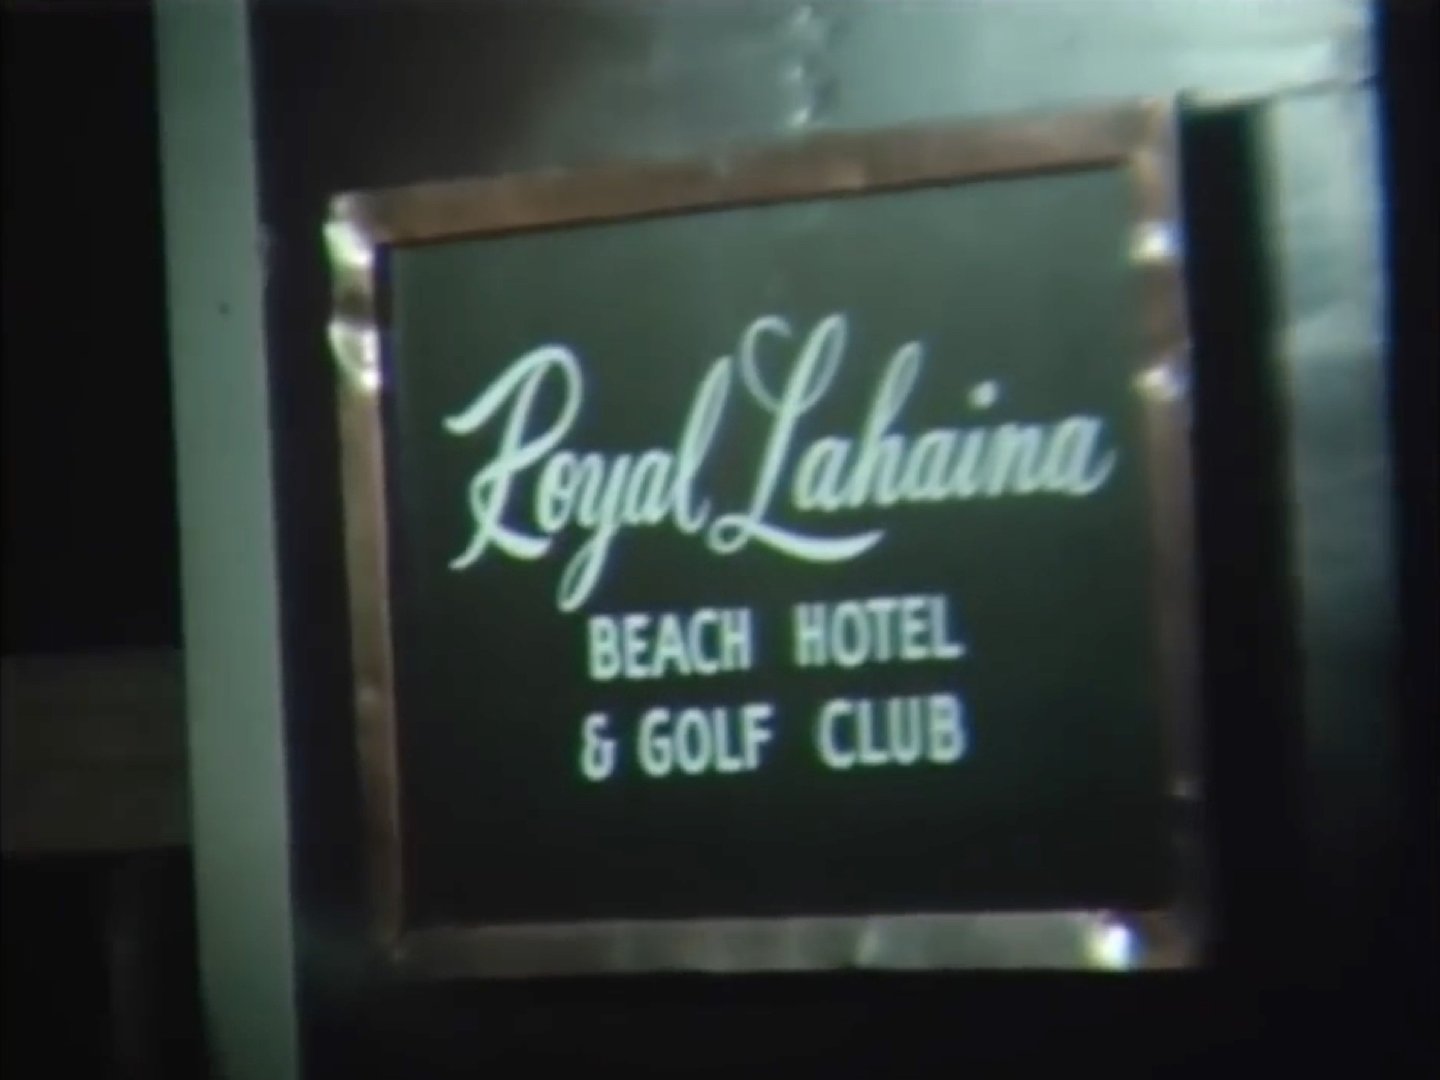 Royal Lahaina
BEACH HOTEL
& GOLF CLUB